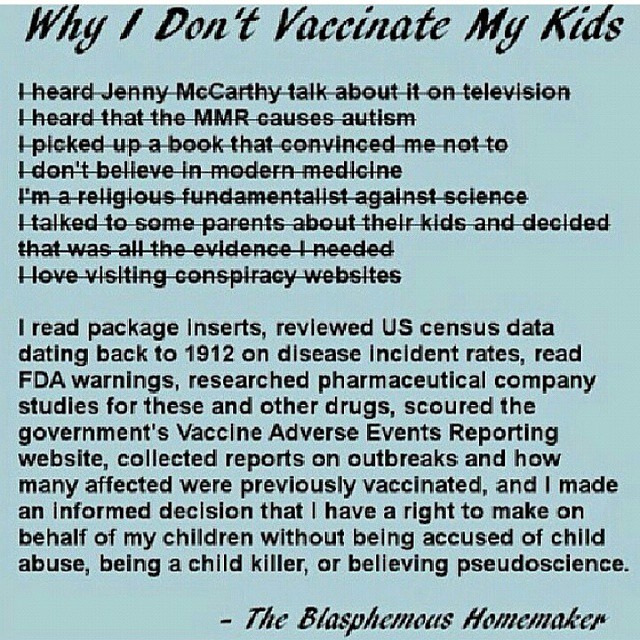 Why I Don't Vaccinate My Kids
I heard Jenny McCarthy talk about it on television
I heard that the MMR causes autism
I picked up a book that convinced me not to
I don't believe in modern medicine
I'm a religious fundamentalist against science
I talked to some parents about their kids and decided
that was all the evidence I needed
I love visiting conspiracy websites
I read package inserts, reviewed US census data
dating back to 1912 on disease incident rates, read
FDA warnings, researched pharmaceutical company
studies for these and other drugs, scoured the
government's Vaccine Adverse Events Reporting
website, collected reports on outbreaks and how
many affected were previously vaccinated, and I made
an informed decision that I have a right to make on
behalf of my children without being accused of child
abuse, being a child killer, or believing pseudoscience.
- The Blasphemous Homemaker